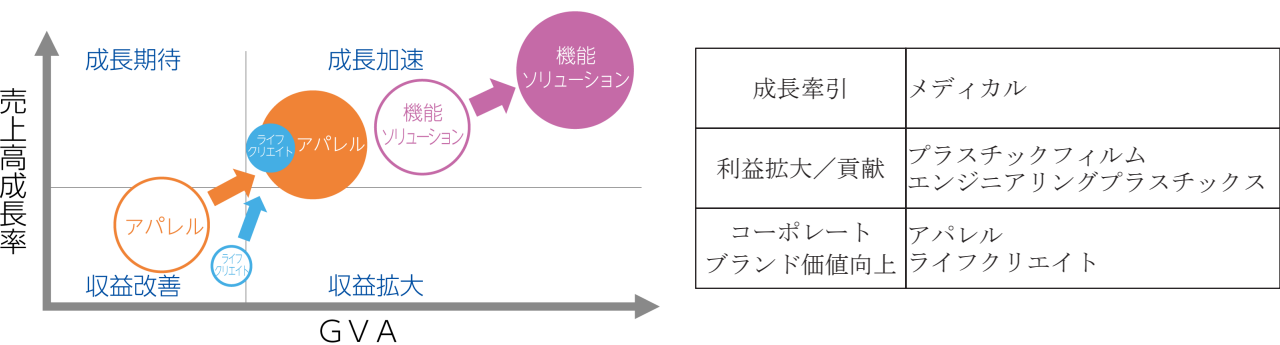 成長期待
成長加速
機能
ソリューション
機能
ソリューション
ライフ
クリエイト
アパレル
アパレル
ライフ
クリエイト
収益改善
収益拡大
売上高成長率
GVA
成長牽引
メディカル
利益拡大／貢献
プラスチックフィルム
エンジニアリングプラスチックス
コーポレート
ブランド価値向上
アパレル
ライフクリエイト